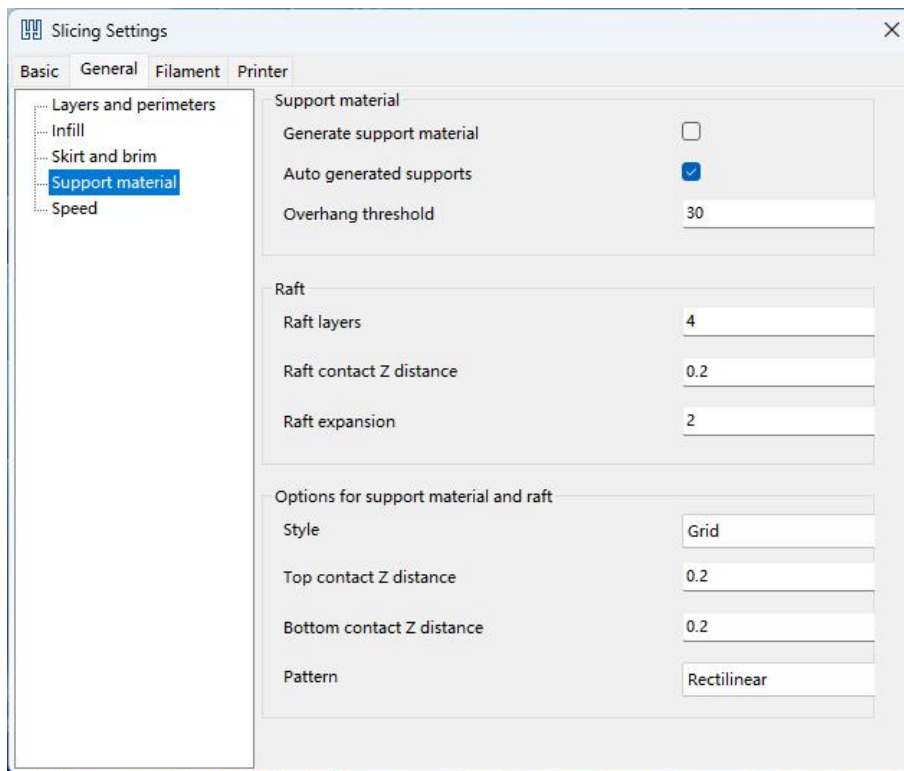 Slicing Settings
Basic General Filament Printer
Layers and perimeters
Infill
Skirt and brim
Support material
Speed
Support material
Generate support material
Auto generated supports
Overhang threshold 30
Raft
Raft layers 4
Raft contact Z distance 0.2
Raft expansion 2
Options for support material and raft
Style Grid
Top contact Z distance 0.2
Bottom contact Z distance 0.2
Pattern Rectilinear